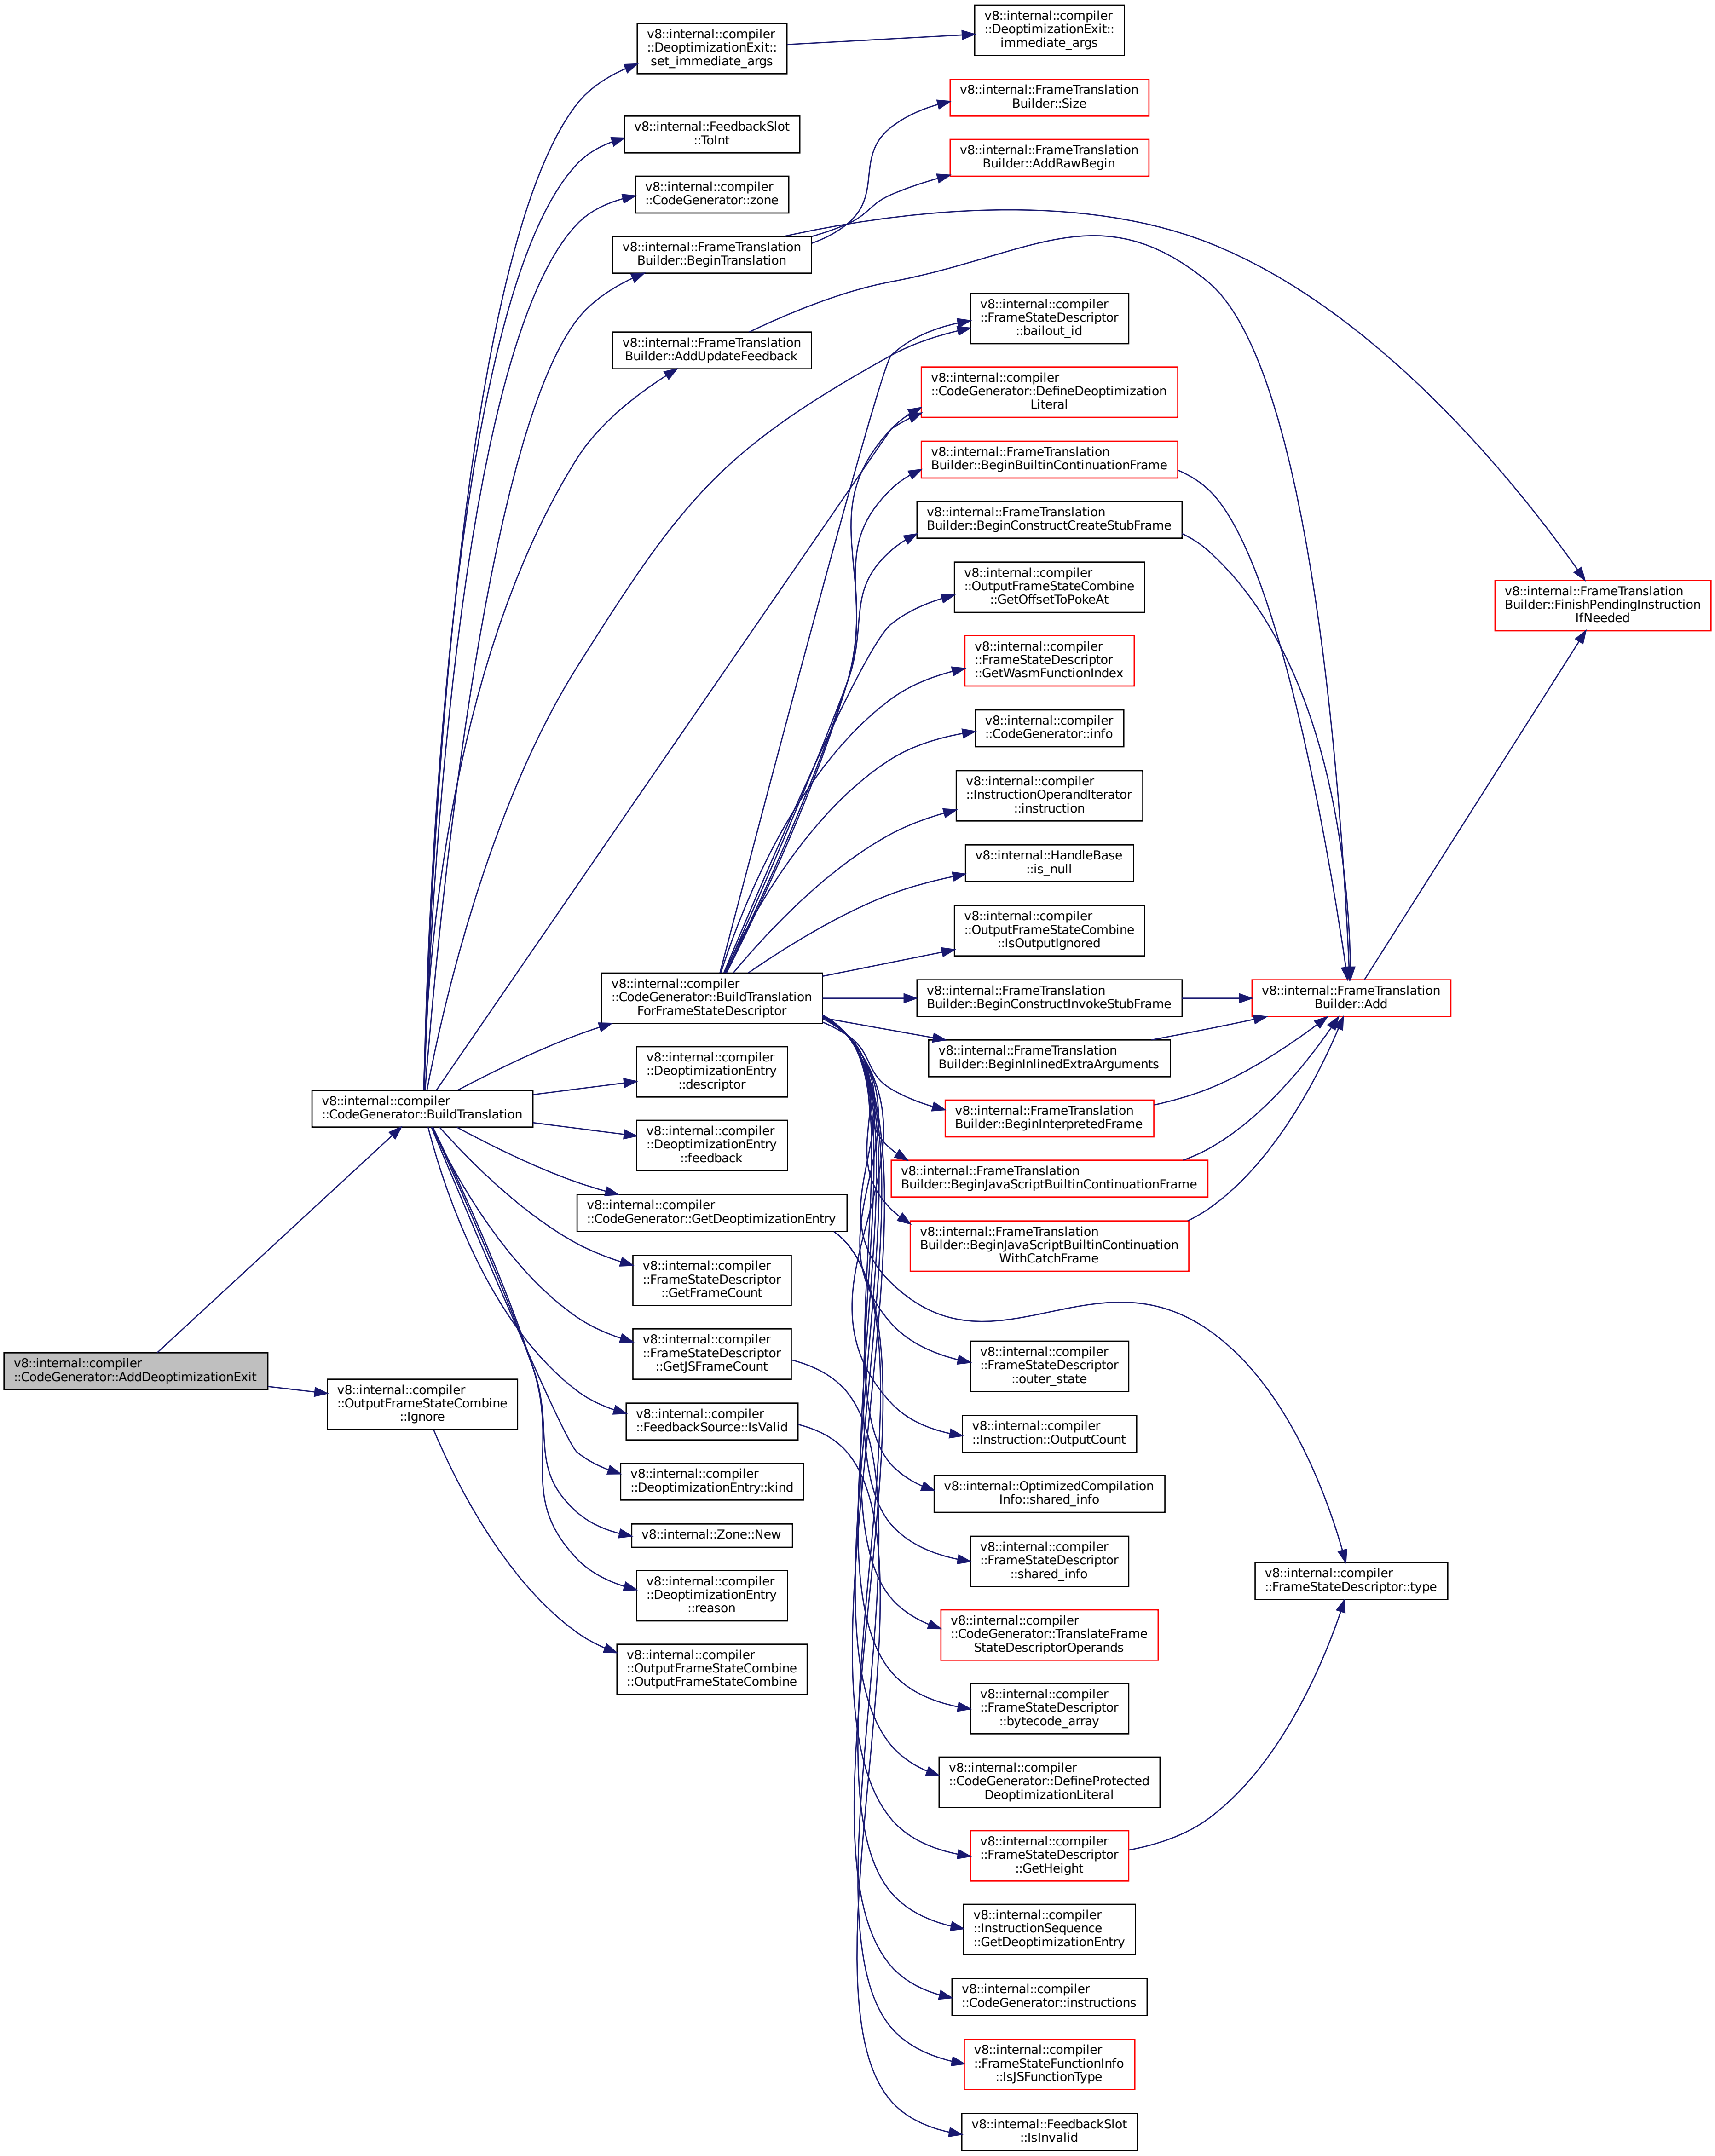 v8::internal::compiler
::CodeGenerator::AddDeoptimizationExit
v8::internal::compiler
::CodeGenerator::BuildTranslation
v8::internal::compiler
::OutputFrameStateCombine
::Ignore
v8::internal::compiler
::DeoptimizationExit::
set_immediate_args
v8::internal::FeedbackSlot
::ToInt
v8::internal::compiler
::CodeGenerator::zone
v8::internal::FrameTranslation
Builder::BeginTranslation
v8::internal::FrameTranslation
Builder::AddUpdateFeedback
v8::internal::compiler
::CodeGenerator::BuildTranslation
ForFrameStateDescriptor
v8::internal::compiler
::DeoptimizationEntry
::descriptor
v8::internal::compiler
::DeoptimizationEntry
::feedback
v8::internal::compiler
::CodeGenerator::GetDeoptimizationEntry
v8::internal::compiler
::FrameStateDescriptor
::GetFrameCount
v8::internal::compiler
::FrameStateDescriptor
::GetJSFrameCount
v8::internal::compiler
::FeedbackSource::IsValid
v8::internal::compiler
::DeoptimizationEntry::kind
v8::internal::Zone::New
v8::internal::compiler
::DeoptimizationEntry
::reason
v8::internal::compiler
::OutputFrameStateCombine
::OutputFrameStateCombine
v8::internal::compiler
::DeoptimizationExit::
immediate_args
v8::internal::FrameTranslation
Builder::Size
v8::internal::FrameTranslation
Builder::AddRawBegin
v8::internal::compiler
::FrameStateDescriptor
::bailout_id
v8::internal::compiler
::CodeGenerator::DefineDeoptimization
Literal
v8::internal::FrameTranslation
Builder::BeginBuiltinContinuationFrame
v8::internal::FrameTranslation
Builder::BeginConstructCreateStubFrame
v8::internal::compiler
::OutputFrameStateCombine
::GetOffsetToPokeAt
v8::internal::compiler
::FrameStateDescriptor
::GetWasmFunctionIndex
v8::internal::compiler
::CodeGenerator::info
v8::internal::compiler
::InstructionOperandIterator
::instruction
v8::internal::HandleBase
::is_null
v8::internal::compiler
::OutputFrameStateCombine
::IsOutputIgnored
v8::internal::FrameTranslation
Builder::BeginConstructInvokeStubFrame
v8::internal::FrameTranslation
Builder::BeginInlinedExtraArguments
v8::internal::FrameTranslation
Builder::BeginInterpretedFrame
v8::internal::FrameTranslation
Builder::BeginJavaScriptBuiltinContinuationFrame
v8::internal::FrameTranslation
Builder::BeginJavaScriptBuiltinContinuation
WithCatchFrame
v8::internal::compiler
::FrameStateDescriptor
::outer_state
v8::internal::compiler
::Instruction::OutputCount
v8::internal::OptimizedCompilation
Info::shared_info
v8::internal::compiler
::FrameStateDescriptor
::shared_info
v8::internal::compiler
::CodeGenerator::TranslateFrame
StateDescriptorOperands
v8::internal::compiler
::FrameStateDescriptor
::bytecode_array
v8::internal::compiler
::CodeGenerator::DefineProtected
DeoptimizationLiteral
v8::internal::compiler
::FrameStateDescriptor
::GetHeight
v8::internal::compiler
::InstructionSequence
::GetDeoptimizationEntry
v8::internal::compiler
::CodeGenerator::instructions
v8::internal::compiler
::FrameStateFunctionInfo
::IsJSFunctionType
v8::internal::FeedbackSlot
::IsInvalid
v8::internal::FrameTranslation
Builder::Add
v8::internal::compiler
::FrameStateDescriptor::type
v8::internal::FrameTranslation
Builder::FinishPendingInstruction
IfNeeded